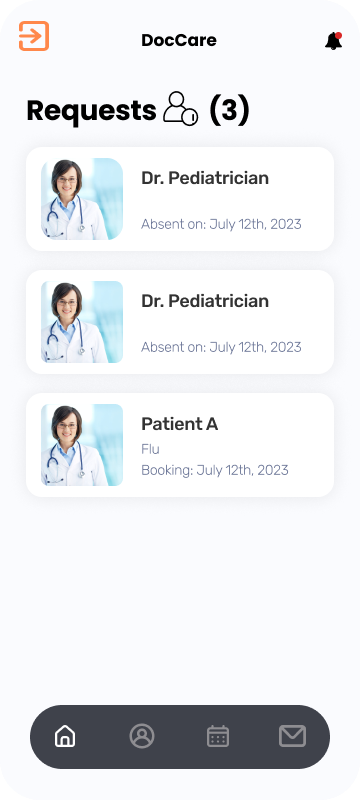 DocCare
Requests (3)
Dr. Pediatrician
Absent on: July 12th, 2023
Dr. Pediatrician
Absent on: July 12th, 2023
Patient A
Flu
Booking: July 12th, 2023